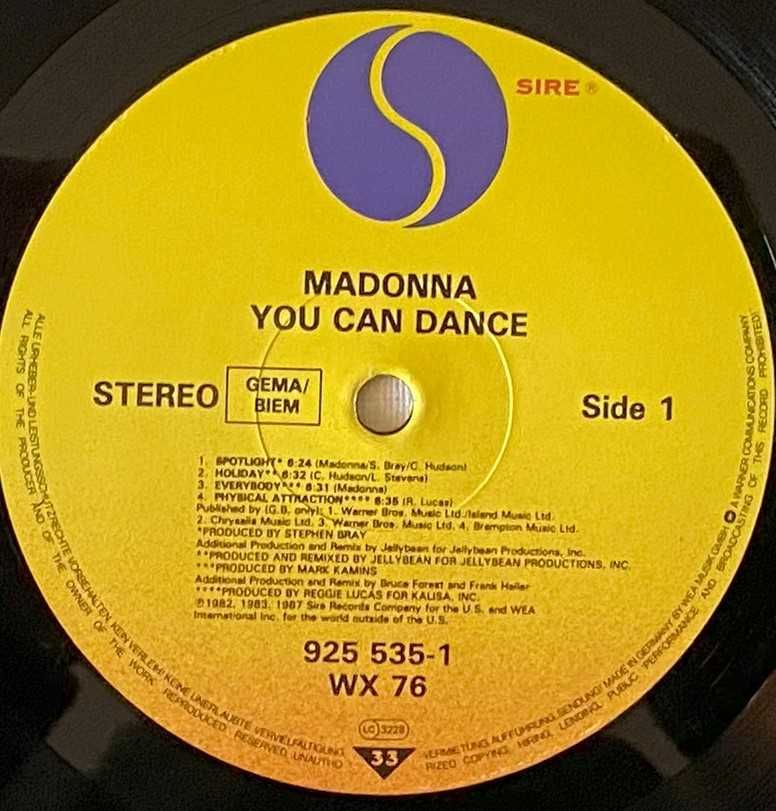 SIRE ®
MADONNA
YOU CAN DANCE
STEREO
GEMA/
BIEM
Side 1
1. SPOTLIGHT* 6:24 (Madonna/S. Bray/C. Hudson)
2. HOLIDAY** 6:32 (C. Hudson/L. Stevens)
3. EVERYBODY*** 6:31 (Madonna)
4. PHYSICAL ATTRACTION**** 6:35 (R. Lucas)
Published by (G.B. only): 1. Warner Bros. Music Ltd./Island Music Ltd.
2. Chrysalis Music Ltd. 3. Warner Bros. Music Ltd. 4. Brampton Music Ltd.
*PRODUCED BY STEPHEN BRAY
Additional Production and Remix by Jellybean for Jellybean Productions, Inc.
**PRODUCED AND REMIXED BY JELLYBEAN FOR JELLYBEAN PRODUCTIONS, INC.
***PRODUCED BY MARK KAMINS
Additional Production and Remix by Bruce Forest and Frank Heller
****PRODUCED BY REGGIE LUCAS FOR KALISA, INC.
℗1982, 1983, 1987 Sire Records Company for the U.S. and WEA
International Inc. for the world outside of the U.S.
925 535-1
WX 76
LC 3228
33
ALLE URHEBER- UND LEISTUNGSSCHUTZRECHTE VORBEHALTEN. KEIN VERLEIH! KEINE UNERLAUBTE VERVIELFÄLTIGUNG, VERMIETUNG, AUFFÜHRUNG, SENDUNG! MADE IN GERMANY BY WEA MUSIK GMBH A WARNER COMMUNICATIONS COMPANY
ALL RIGHTS OF THE PRODUCER AND OF THE OWNER OF THE WORK REPRODUCED RESERVED. UNAUTHORIZED COPYING, HIRING, LENDING, PUBLIC PERFORMANCE AND BROADCASTING OF THIS RECORD PROHIBITED!